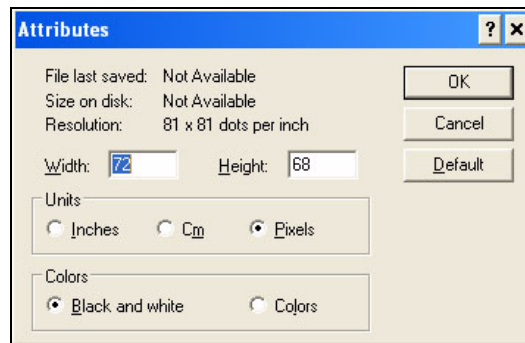 Attributes
File last saved: Not Available
Size on disk: Not Available
Resolution: 81 x 81 dots per inch
Width: 72 Height: 68
Units
Inches Cm Pixels
Colors
Black and white Colors
OK
Cancel
Default